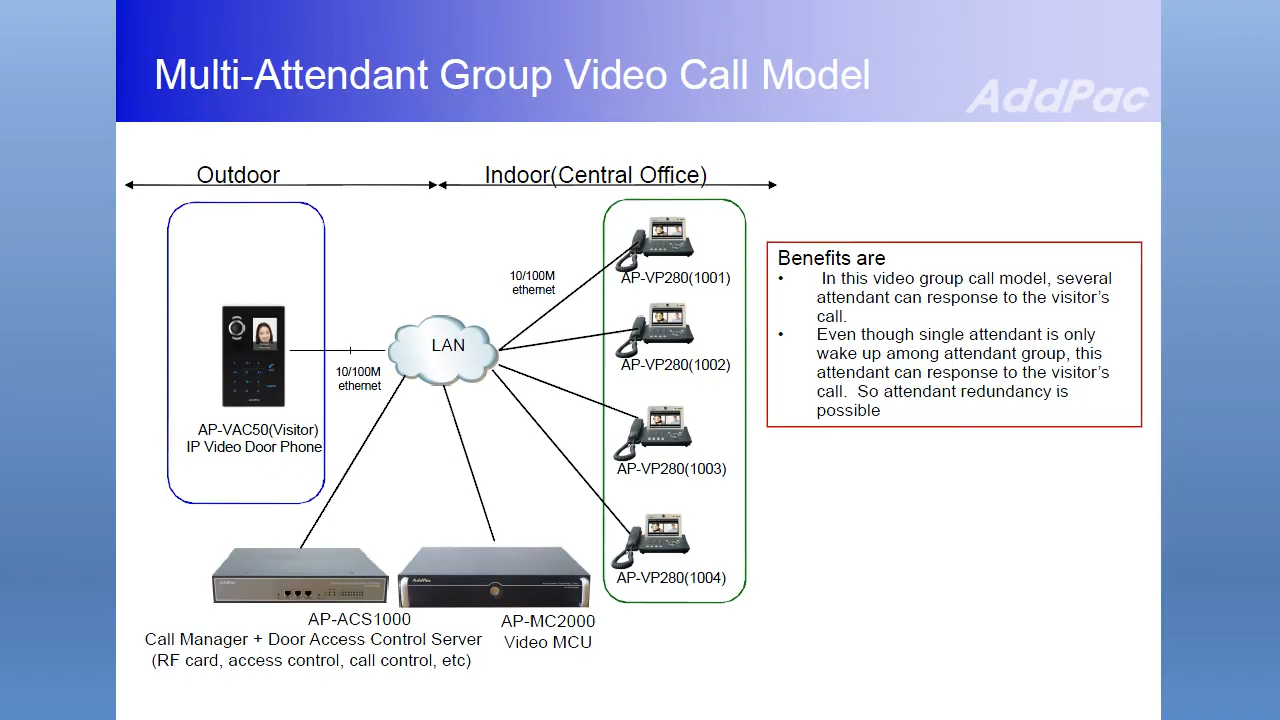 Multi-Attendant Group Video Call Model
AddPac
Outdoor
Indoor(Central Office)
10/100M
ethernet
AP-VP280(1001)
AP-VP280(1002)
LAN
10/100M
ethernet
AP-VAC50(Visitor)
IP Video Door Phone
AP-VP280(1003)
AP-VP280(1004)
Benefits are
• In this video group call model, several
attendant can response to the visitor's
call.
• Even though single attendant is only
wake up among attendant group, this
attendant can response to the visitor's
call. So attendant redundancy is
possible
AddPac
AddPac
AP-ACS1000
Call Manager + Door Access Control Server
(RF card, access control, call control, etc)
AP-MC2000
Video MCU